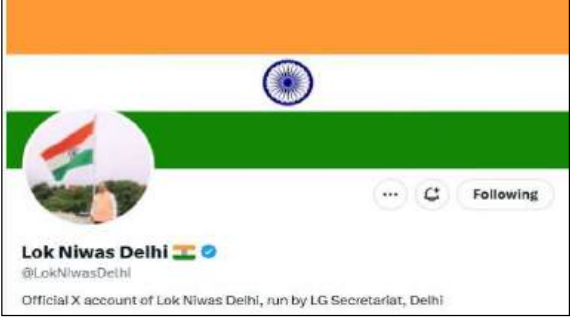 Following
Lok Niwas Delhi
@LokNiwasDelhi
Official X account of Lok Niwas Delhi, run by LG Secretariat, Delhi